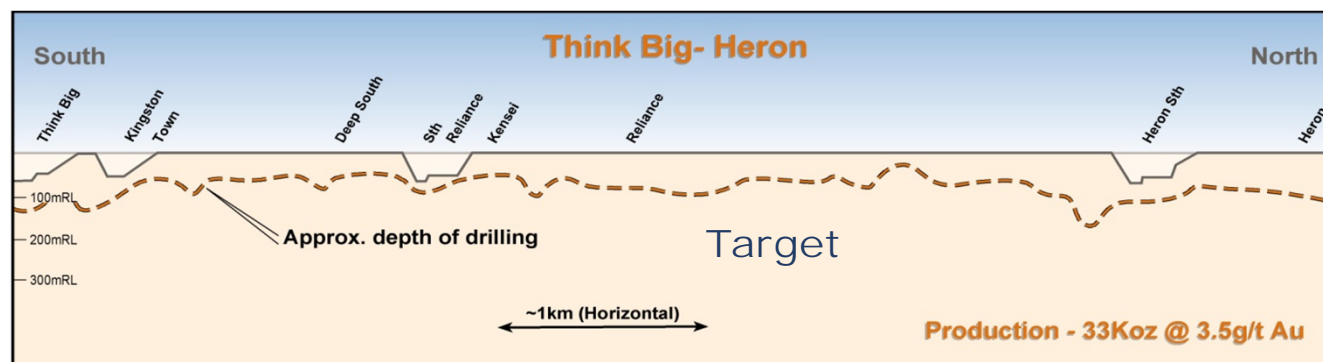 Think Big- Heron
South
North
Think Big
Kingston
Town
Deep South
Sth
Reliance
Kensei
Reliance
Heron Sth
Heron
100mRL
200mRL
300mRL
Approx. depth of drilling
Target
~1km (Horizontal)
Production - 33Koz @ 3.5g/t Au